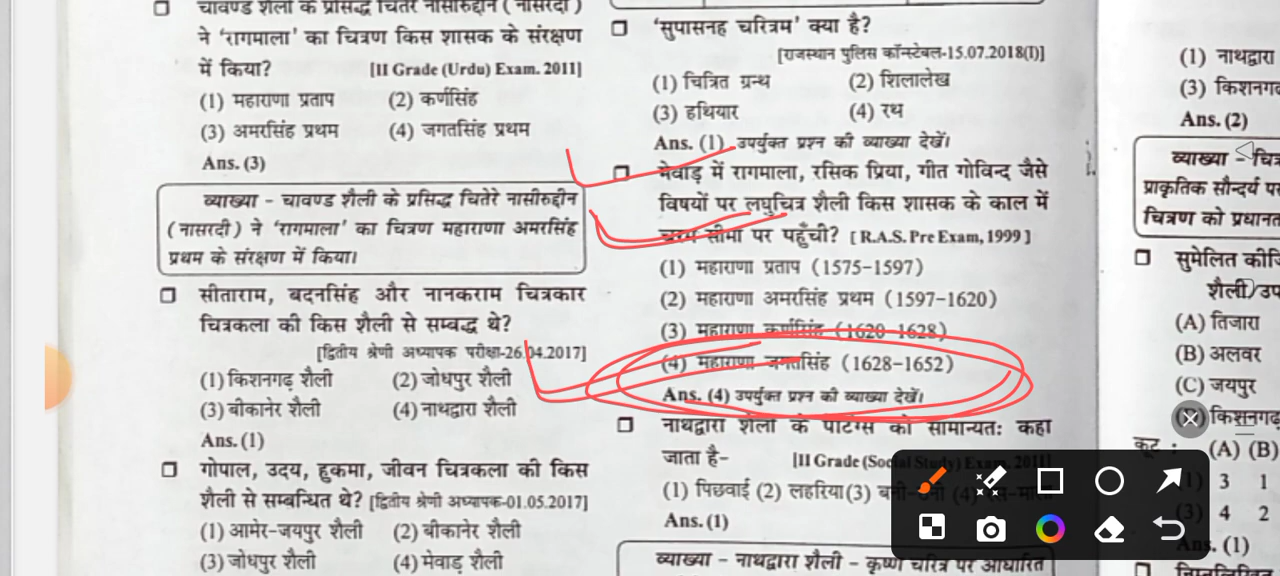 चावण्ड शैली के प्रसिद्ध चितेरे नासीरुद्दीन (नासरदी)
ने 'रागमाला' का चित्रण किस शासक के संरक्षण
में किया? [II Grade (Urdu) Exam. 2011]
(1) महाराणा प्रताप (2) कर्णसिंह
(3) अमरसिंह प्रथम (4) जगतसिंह प्रथम
Ans. (3)
व्याख्या - चावण्ड शैली के प्रसिद्ध चितेरे नासीरुद्दीन
(नासरदी) ने 'रागमाला' का चित्रण महाराणा अमरसिंह
प्रथम के संरक्षण में किया।
सीताराम, बदनसिंह और नानकराम चित्रकार
चित्रकला की किस शैली से सम्बद्ध थे?
[द्वितीय श्रेणी अध्यापक परीक्षा-26.04.2017]
(1) किशनगढ़ शैली (2) जोधपुर शैली
(3) बीकानेर शैली (4) नाथद्वारा शैली
Ans. (1)
गोपाल, उदय, हुकमा, जीवन चित्रकला की किस
शैली से सम्बन्धित थे? [द्वितीय श्रेणी अध्यापक-01.05.2017]
(1) आमेर-जयपुर शैली (2) बीकानेर शैली
(3) जोधपुर शैली (4) मेवाड़ शैली
'सुपासनह चरित्रम' क्या है?
[राजस्थान पुलिस कॉन्स्टेबल-15.07.2018(I)]
(1) चित्रित ग्रन्थ (2) शिलालेख
(3) हथियार (4) रथ
Ans. (1) उपर्युक्त प्रश्न की व्याख्या देखें।
मेवाड़ में रागमाला, रसिक प्रिया, गीत गोविन्द जैसे
विषयों पर लघुचित्र शैली किस शासक के काल में
चरम सीमा पर पहुँची? [R.A.S. Pre Exam, 1999]
(1) महाराणा प्रताप (1575-1597)
(2) महाराणा अमरसिंह प्रथम (1597-1620)
(3) महाराणा कर्णसिंह (1620-1628)
(4) महाराणा जगतसिंह (1628-1652)
Ans. (4) उपर्युक्त प्रश्न की व्याख्या देखें।
नाथद्वारा शैली के पेंटिंग्स को सामान्यतः कहा
जाता है- [II Grade (Social Study) Exam. 2011]
(1) पिछवाई (2) लहरिया (3) बनी-ठनी (4)
Ans. (1)
व्याख्या - नाथद्वारा शैली - कृष्ण चरित्र पर आधारित
(1) नाथद्वारा
(3) किशनगढ़
Ans. (2)
व्याख्या -
प्राकृतिक सौन्दर्य
चित्रण को
सुमेलित
शैली/उप
(A) तिजारा
(B) अलवर
(C) जयपुर
किशनगढ़
कूट : (A) (B)
(1) 3 1
(3) 4 2
Ans. (1)